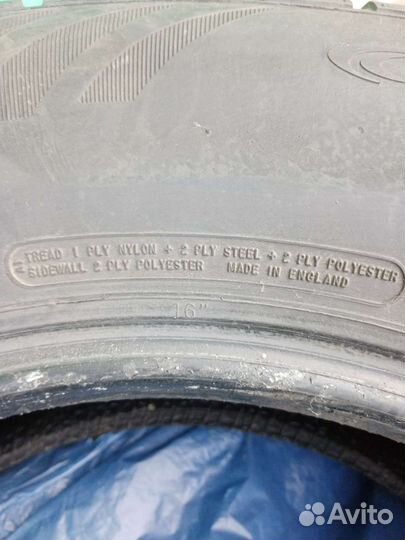 TREAD 1 PLY NYLON + 2 PLY STEEL + 2 PLY POLYESTER
SIDEWALL 2 PLY POLYESTER MADE IN ENGLAND
16"
Avito